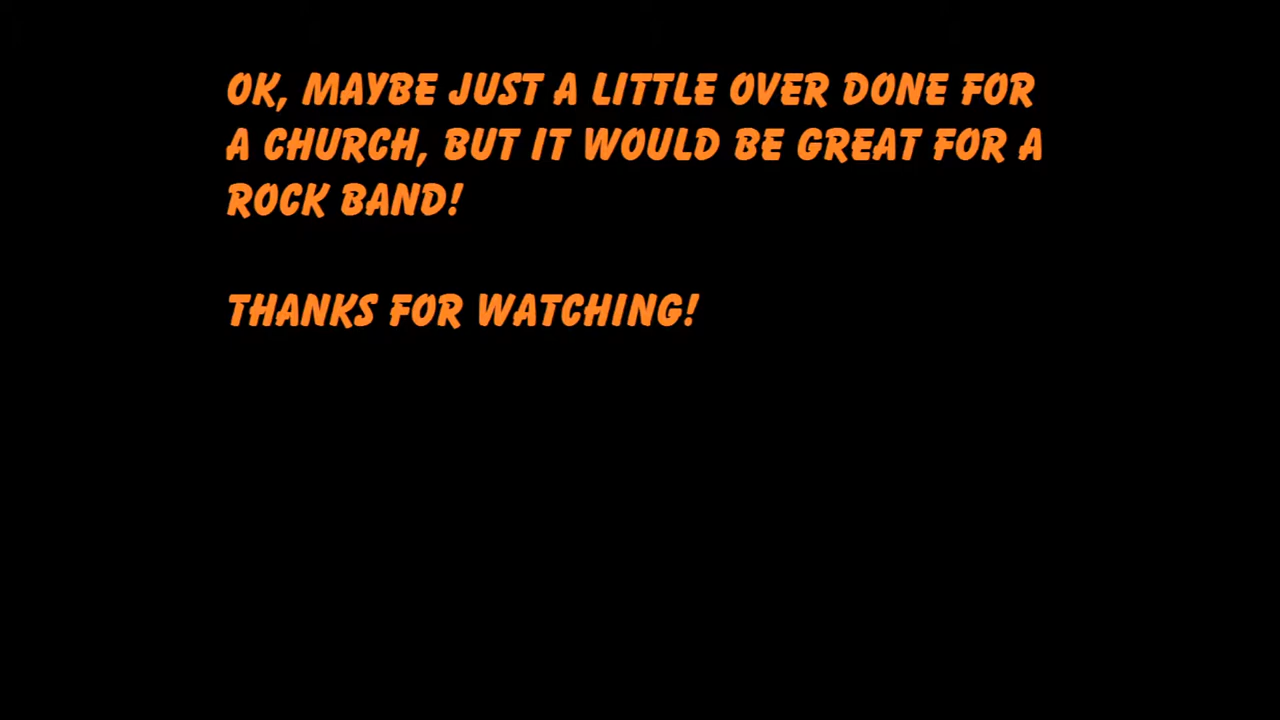 OK, MAYBE JUST A LITTLE OVER DONE FOR
A CHURCH, BUT IT WOULD BE GREAT FOR A
ROCK BAND!
THANKS FOR WATCHING!